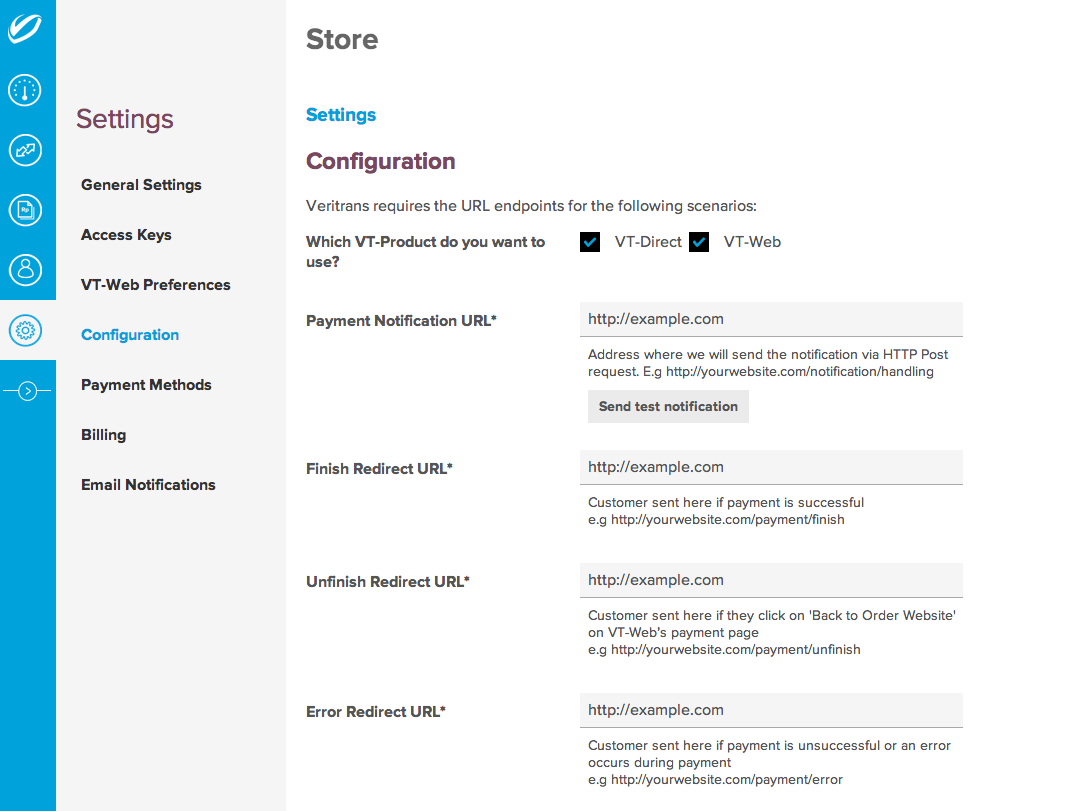 Store
Settings
General Settings
Access Keys
VT-Web Preferences
Configuration
Payment Methods
Billing
Email Notifications
Rp
Settings
Configuration
Veritrans requires the URL endpoints for the following scenarios:
Which VT-Product do you want to
use?
VT-Direct
VT-Web
Payment Notification URL*
http://example.com
Address where we will send the notification via HTTP Post
request. E.g http://yourwebsite.com/notification/handling
Send test notification
Finish Redirect URL*
http://example.com
Customer sent here if payment is successful
e.g http://yourwebsite.com/payment/finish
Unfinish Redirect URL*
http://example.com
Customer sent here if they click on 'Back to Order Website'
on VT-Web's payment page
e.g http://yourwebsite.com/payment/unfinish
Error Redirect URL*
http://example.com
Customer sent here if payment is unsuccessful or an error
occurs during payment
e.g http://yourwebsite.com/payment/error